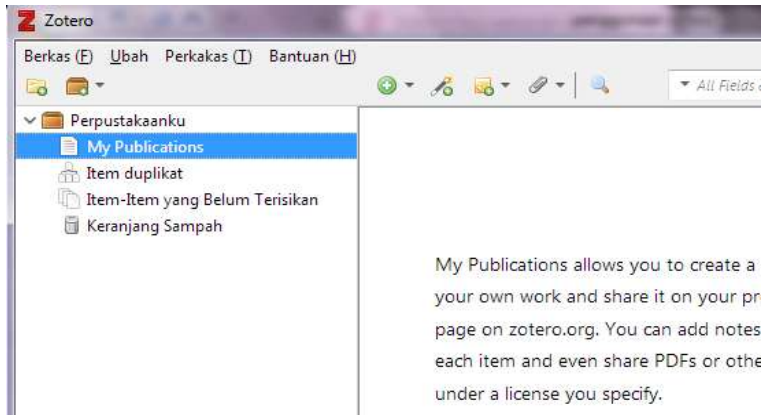 Zotero
Berkas (F) Ubah Perkakas (T) Bantuan (H)
All Fields
Perpustakaanku
My Publications
Item duplikat
Item-Item yang Belum Terisikan
Keranjang Sampah
My Publications allows you to create a
your own work and share it on your pr
page on zotero.org. You can add notes
each item and even share PDFs or othe
under a license you specify.